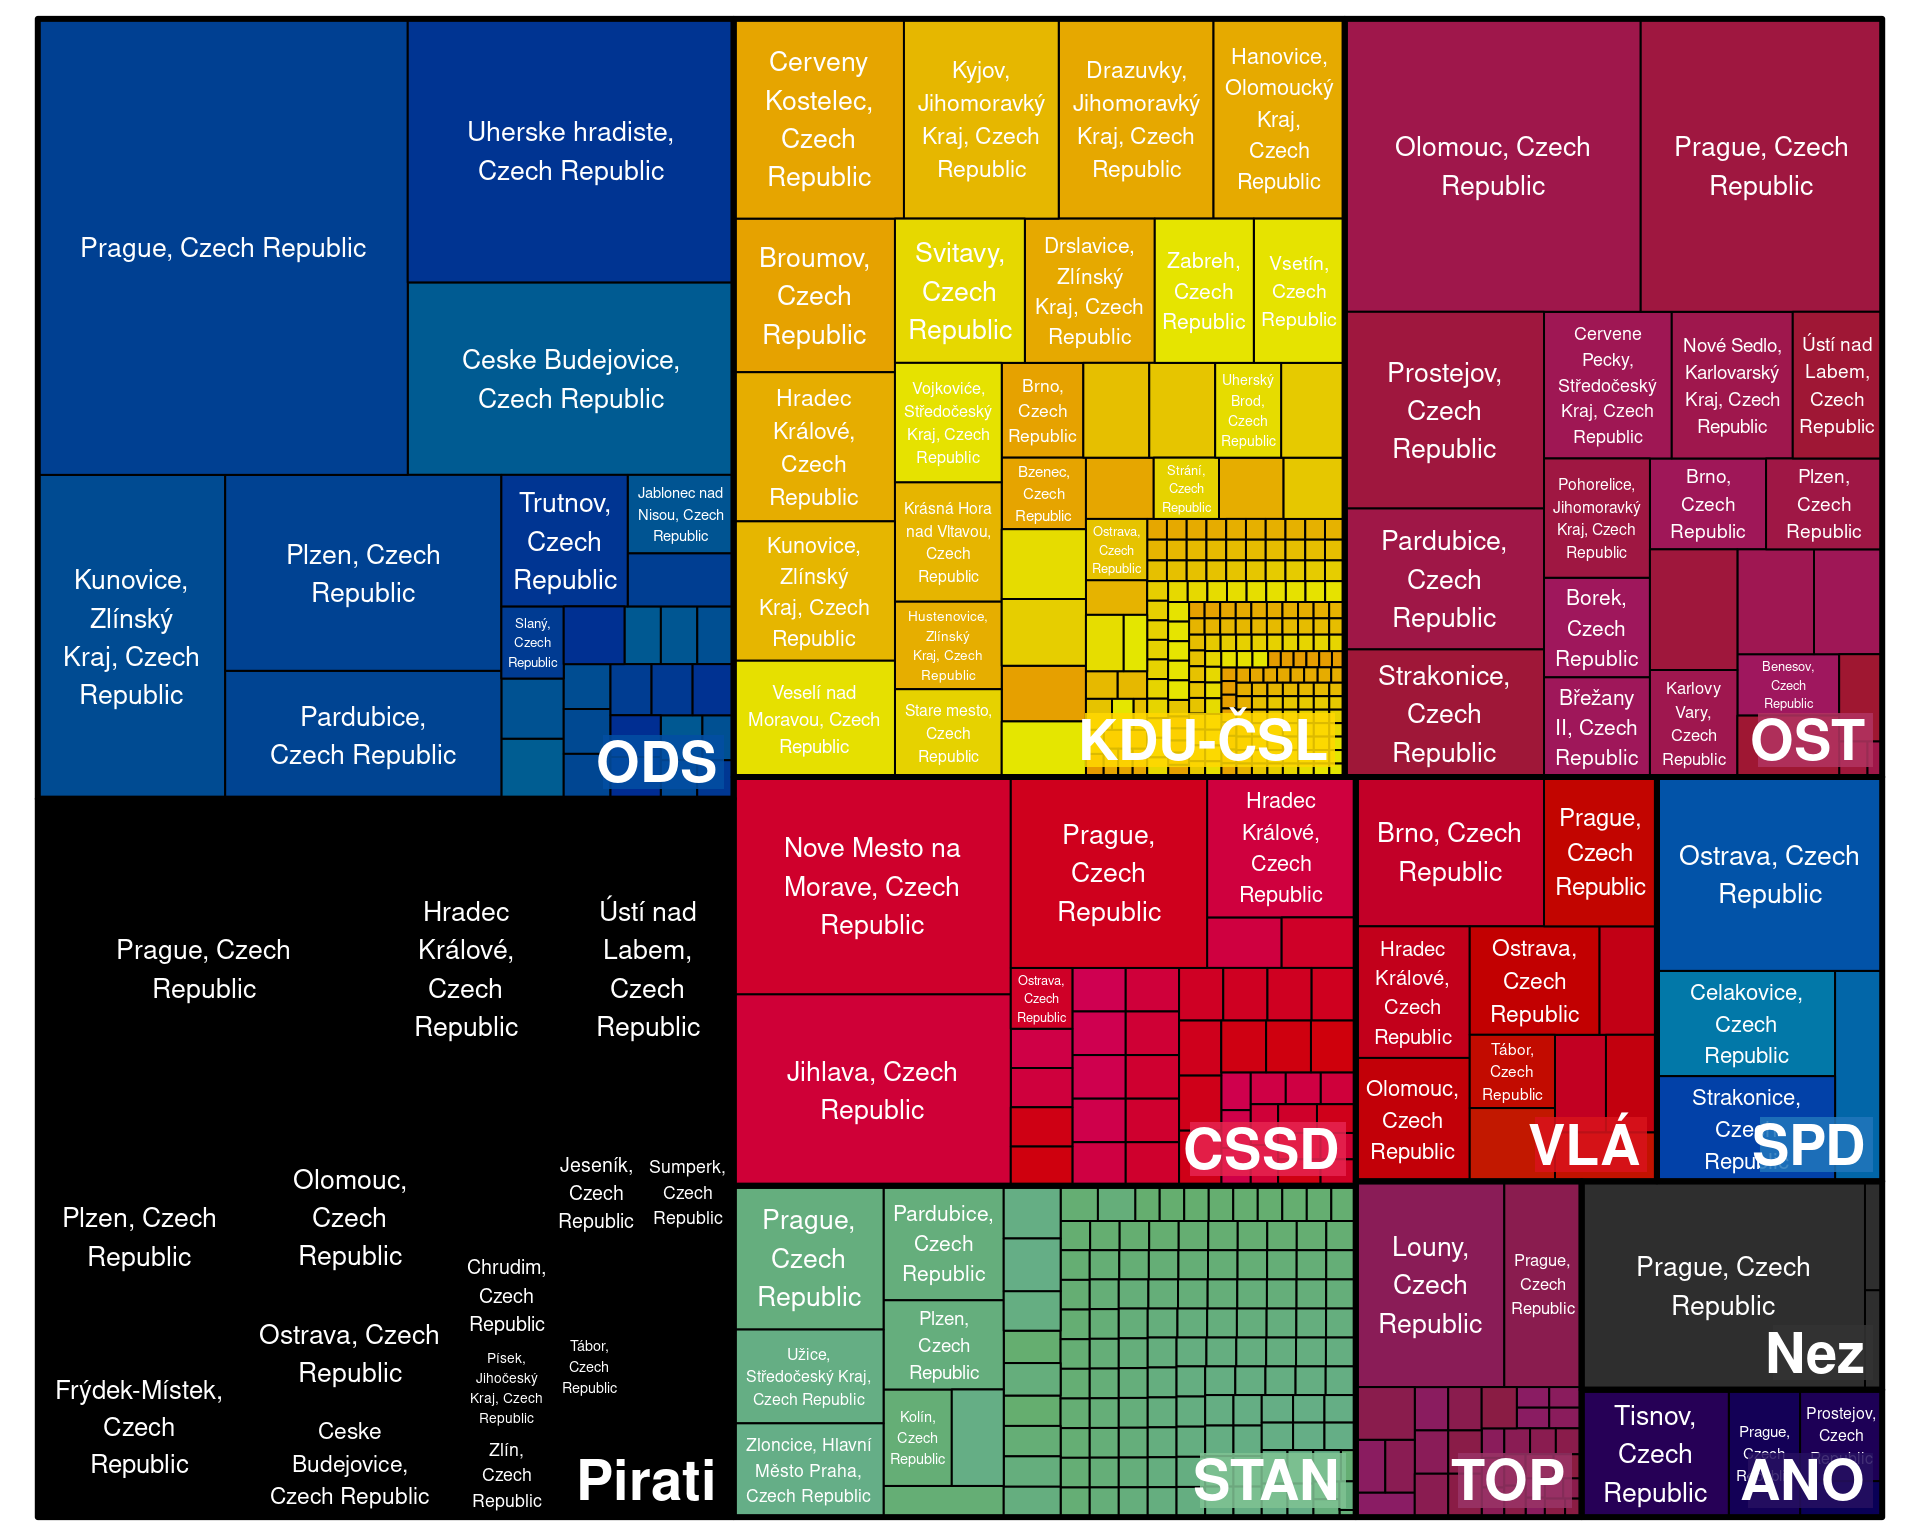 Prague, Czech Republic
Uherske hradiste,
Czech Republic
Ceske Budejovice,
Czech Republic
Kunovice,
Zlínský
Kraj, Czech
Republic
Plzen, Czech
Republic
Pardubice,
Czech Republic
Trutnov,
Czech
Republic
Jablonec nad
Nisou, Czech
Republic
Slaný,
Czech
Republic
ODS
Cerveny
Kostelec,
Czech
Republic
Kyjov,
Jihomoravký
Kraj, Czech
Republic
Drazuvky,
Jihomoravký
Kraj, Czech
Republic
Hanovice,
Olomoucký
Kraj,
Czech
Republic
Broumov,
Czech
Republic
Svitavy,
Czech
Republic
Drslavice,
Zlínský
Kraj, Czech
Republic
Zabreh,
Czech
Republic
Vsetín,
Czech
Republic
Hradec
Králové,
Czech
Republic
Vojkoviće,
Středočeský
Kraj, Czech
Republic
Brno,
Czech
Republic
Uherský
Brod,
Czech
Republic
Bzenec,
Czech
Republic
Strání,
Czech
Republic
Krásná Hora
nad Vltavou,
Czech
Republic
Ostrava,
Czech
Republic
Kunovice,
Zlínský
Kraj, Czech
Republic
Hustenovice,
Zlínský
Kraj, Czech
Republic
Veselí nad
Moravou, Czech
Republic
Stare mesto,
Czech
Republic
KDU-ČSL
Olomouc, Czech
Republic
Prague, Czech
Republic
Prostejov,
Czech
Republic
Cervene
Pecky,
Středočeský
Kraj, Czech
Republic
Nové Sedlo,
Karlovarský
Kraj, Czech
Republic
Ústí nad
Labem,
Czech
Republic
Pohorelice,
Jihomoravký
Kraj, Czech
Republic
Brno,
Czech
Republic
Plzen,
Czech
Republic
Pardubice,
Czech
Republic
Borek,
Czech
Republic
Strakonice,
Czech
Republic
Břežany
II, Czech
Republic
Karlovy
Vary,
Czech
Republic
Benesov,
Czech
Republic
OST
Prague, Czech
Republic
Hradec
Králové,
Czech
Republic
Ústí nad
Labem,
Czech
Republic
Plzen, Czech
Republic
Olomouc,
Czech
Republic
Jeseník,
Czech
Republic
Sumperk,
Czech
Republic
Chrudim,
Czech
Republic
Frýdek-Místek,
Czech
Republic
Ostrava, Czech
Republic
Písek,
Jihočeský
Kraj, Czech
Republic
Tábor,
Czech
Republic
Ceske
Budejovice,
Czech Republic
Zlín,
Czech
Republic
Pirati
Nove Mesto na
Morave, Czech
Republic
Prague,
Czech
Republic
Hradec
Králové,
Czech
Republic
Jihlava, Czech
Republic
Ostrava,
Czech
Republic
CSSD
Brno, Czech
Republic
Prague,
Czech
Republic
Hradec
Králové,
Czech
Republic
Ostrava,
Czech
Republic
Olomouc,
Czech
Republic
Tábor,
Czech
Republic
VLÁ
Ostrava, Czech
Republic
Celakovice,
Czech
Republic
Strakonice,
Czech
Republic
SPD
Prague,
Czech
Republic
Pardubice,
Czech
Republic
Plzen,
Czech
Republic
Užice,
Středočeský Kraj,
Czech Republic
Kolín,
Czech
Republic
Zloncice, Hlavní
Město Praha,
Czech Republic
STAN
Louny,
Czech
Republic
Prague,
Czech
Republic
TOP
Prague, Czech
Republic
Nez
Tisnov,
Czech
Republic
Prague,
Czech
Prostejov,
Czech
Republic
ANO